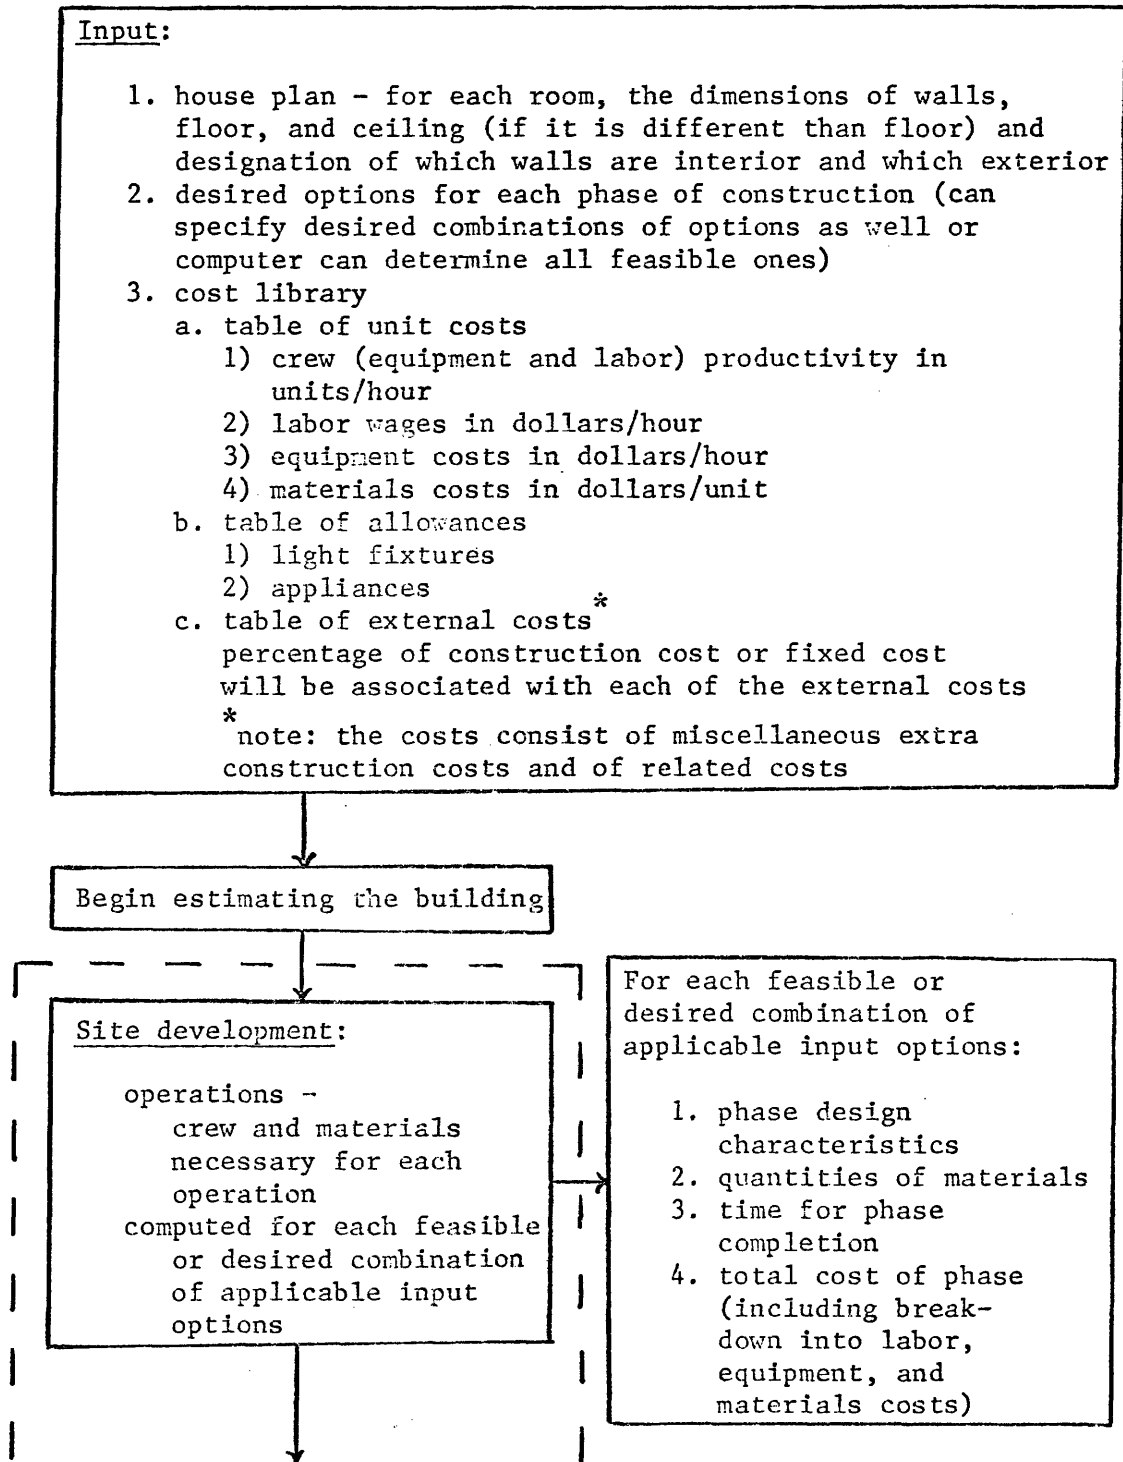 Input:
1. house plan - for each room, the dimensions of walls,
floor, and ceiling (if it is different than floor) and
designation of which walls are interior and which exterior
2. desired options for each phase of construction (can
specify desired combinations of options as well or
computer can determine all feasible ones)
3. cost library
a. table of unit costs
1) crew (equipment and labor) productivity in
units/hour
2) labor wages in dollars/hour
3) equipment costs in dollars/hour
4) materials costs in dollars/unit
b. table of allowances
1) light fixtures
2) appliances
c. table of external costs*
percentage of construction cost or fixed cost
will be associated with each of the external costs
*note: the costs consist of miscellaneous extra
construction costs and of related costs
Begin estimating the building
Site development:
operations -
crew and materials
necessary for each
operation
computed for each feasible
or desired combination
of applicable input
options
For each feasible or
desired combination of
applicable input options:
1. phase design
characteristics
2. quantities of materials
3. time for phase
completion
4. total cost of phase
(including break-
down into labor,
equipment, and
materials costs)